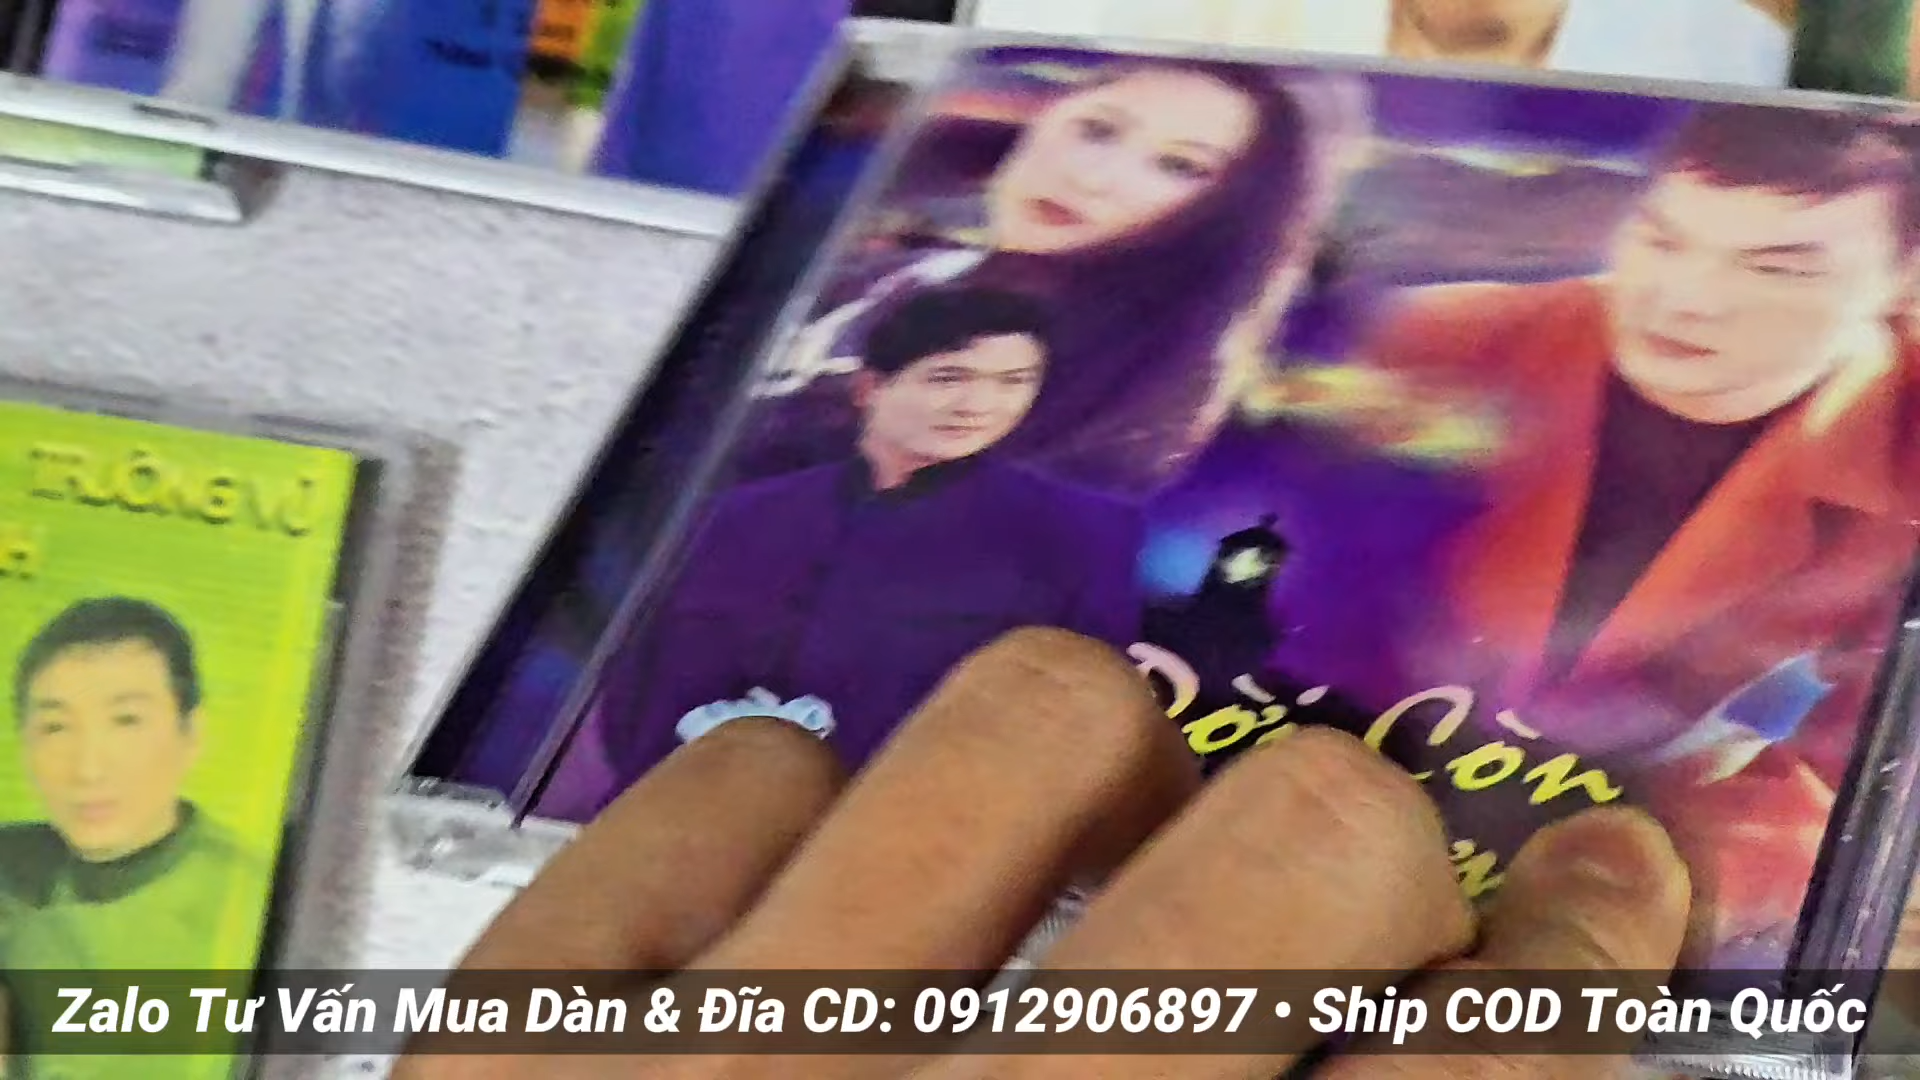 TRƯỜNG VŨ
Đời Còn
Zalo Tư Vấn Mua Dàn & Đĩa CD: 0912906897 • Ship COD Toàn Quốc